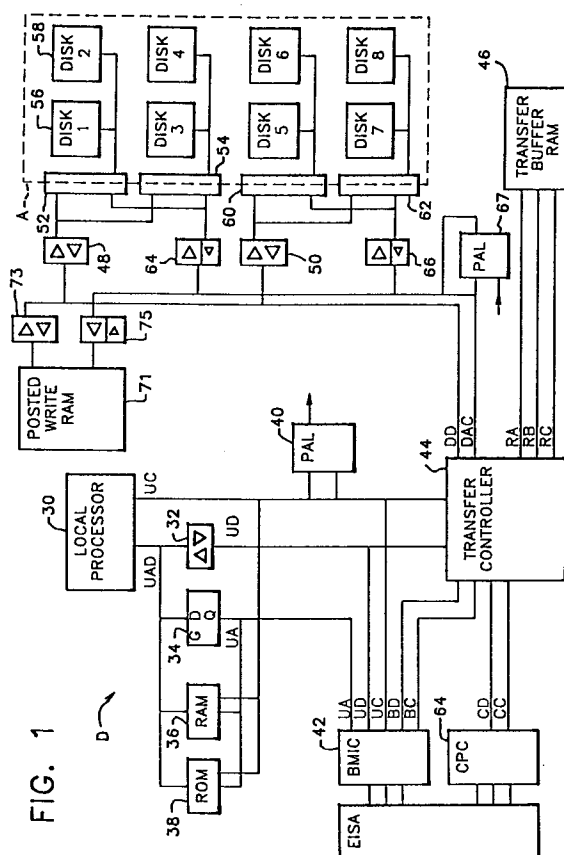 FIG. 1
D
A
58
DISK
2
56
DISK
1
DISK
4
DISK
3
DISK
6
DISK
5
DISK
8
DISK
7
52
54
60
62
48
64
50
66
73
75
POSTED
WRITE
RAM
71
67
PAL
46
TRANSFER
BUFFER
RAM
30
LOCAL
PROCESSOR
UC
UAD
32
UD
34
G D
Q
UA
36
RAM
38
ROM
40
PAL
DD
DAC
44
TRANSFER
CONTROLLER
RA
RB
RC
42
BMIC
UA
UD
UC
BD
BC
64
CPC
CD
CC
EISA